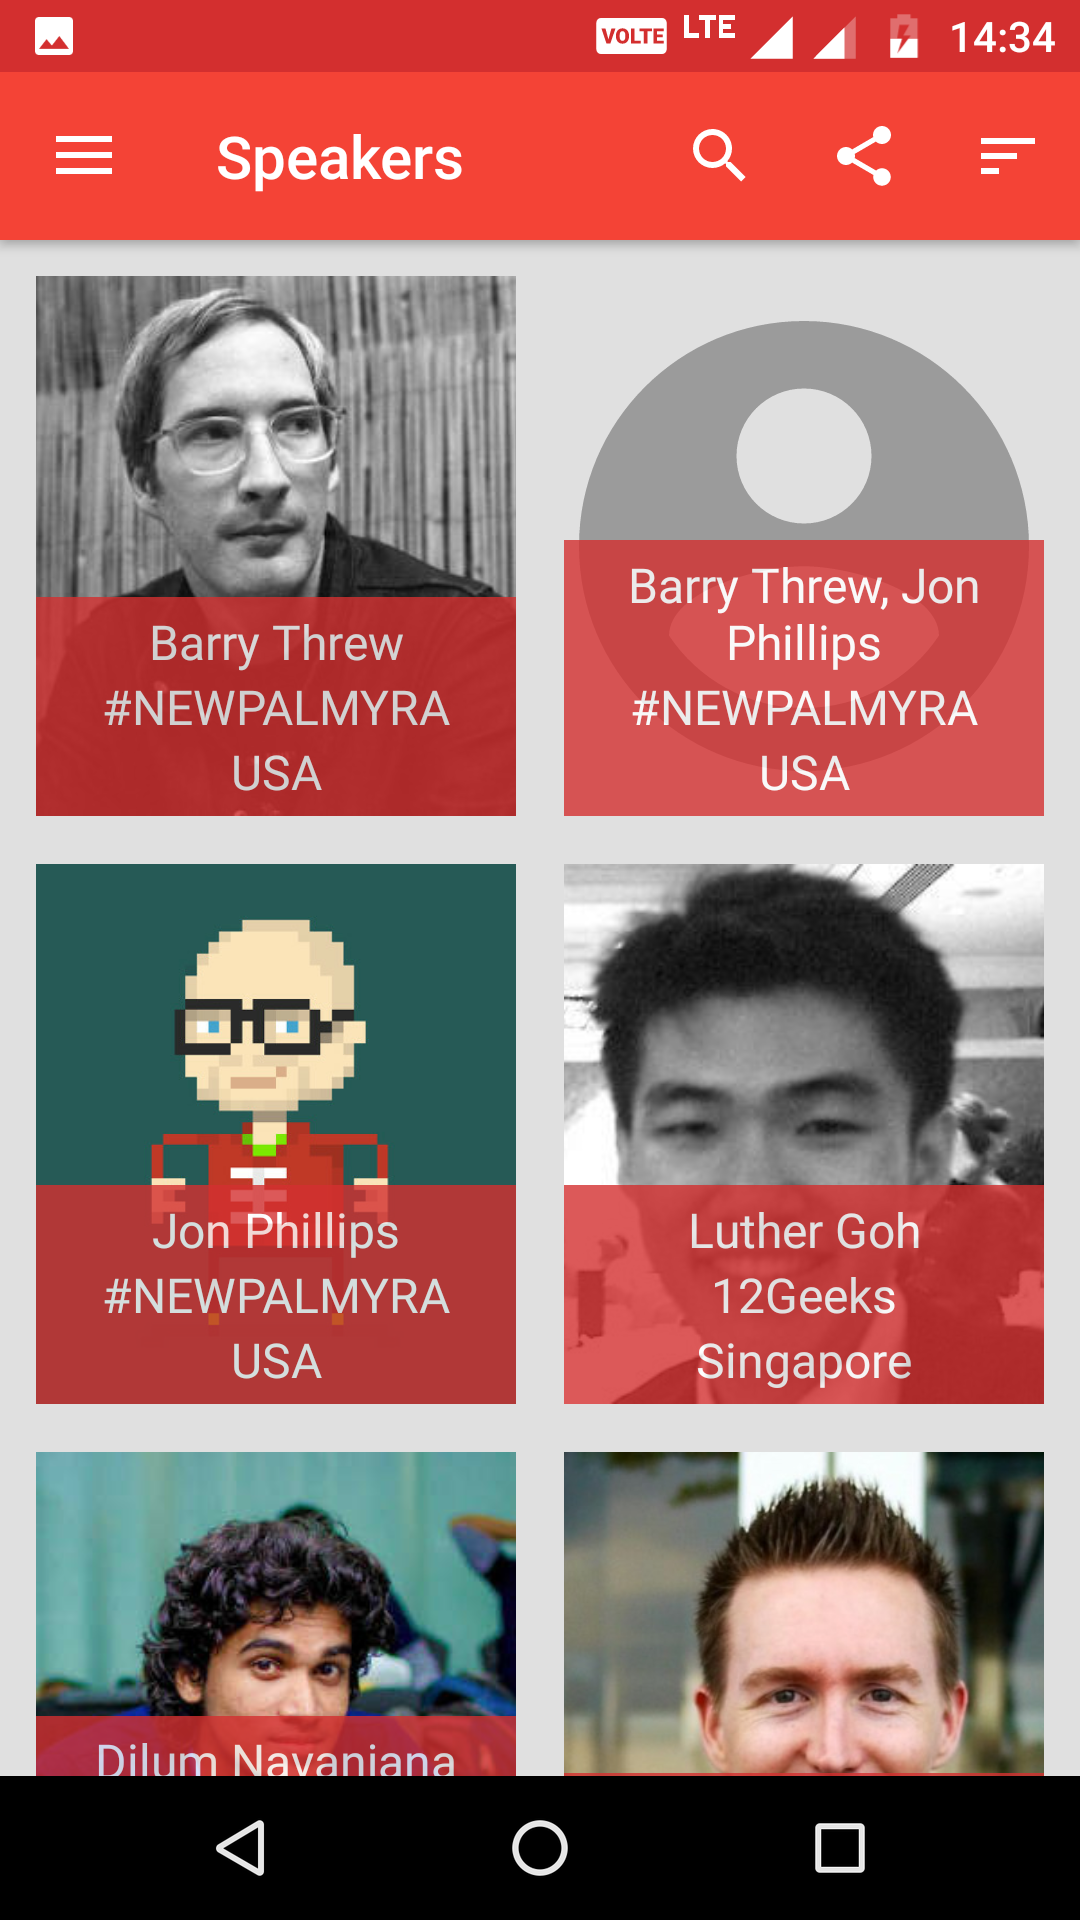 VOLTE LTE 14:34
Speakers
Barry Threw
#NEWPALMYRA
USA
Barry Threw, Jon
Phillips
#NEWPALMYRA
USA
Jon Phillips
#NEWPALMYRA
USA
Luther Goh
12Geeks
Singapore
Dilum Navanjana